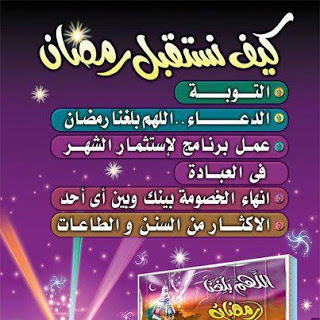 كيف نستقبل رمضان
التوبة
الدعاء..اللهم بلغنا رمضان
عمل برنامج لإستثمار الشهر
فى العبادة
انهاء الخصومة بينك وبين أى أحد
الاكثار من السنن و الطاعات
اللهم بلغنا
رمضان